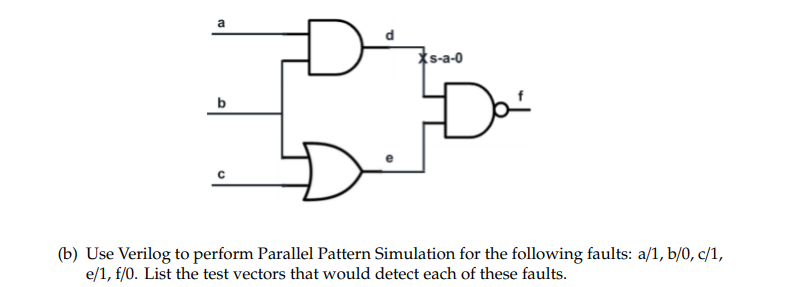 a
d
s-a-0
b
f
e
c
(b) Use Verilog to perform Parallel Pattern Simulation for the following faults: a/1, b/0, c/1,
e/1, f/0. List the test vectors that would detect each of these faults.